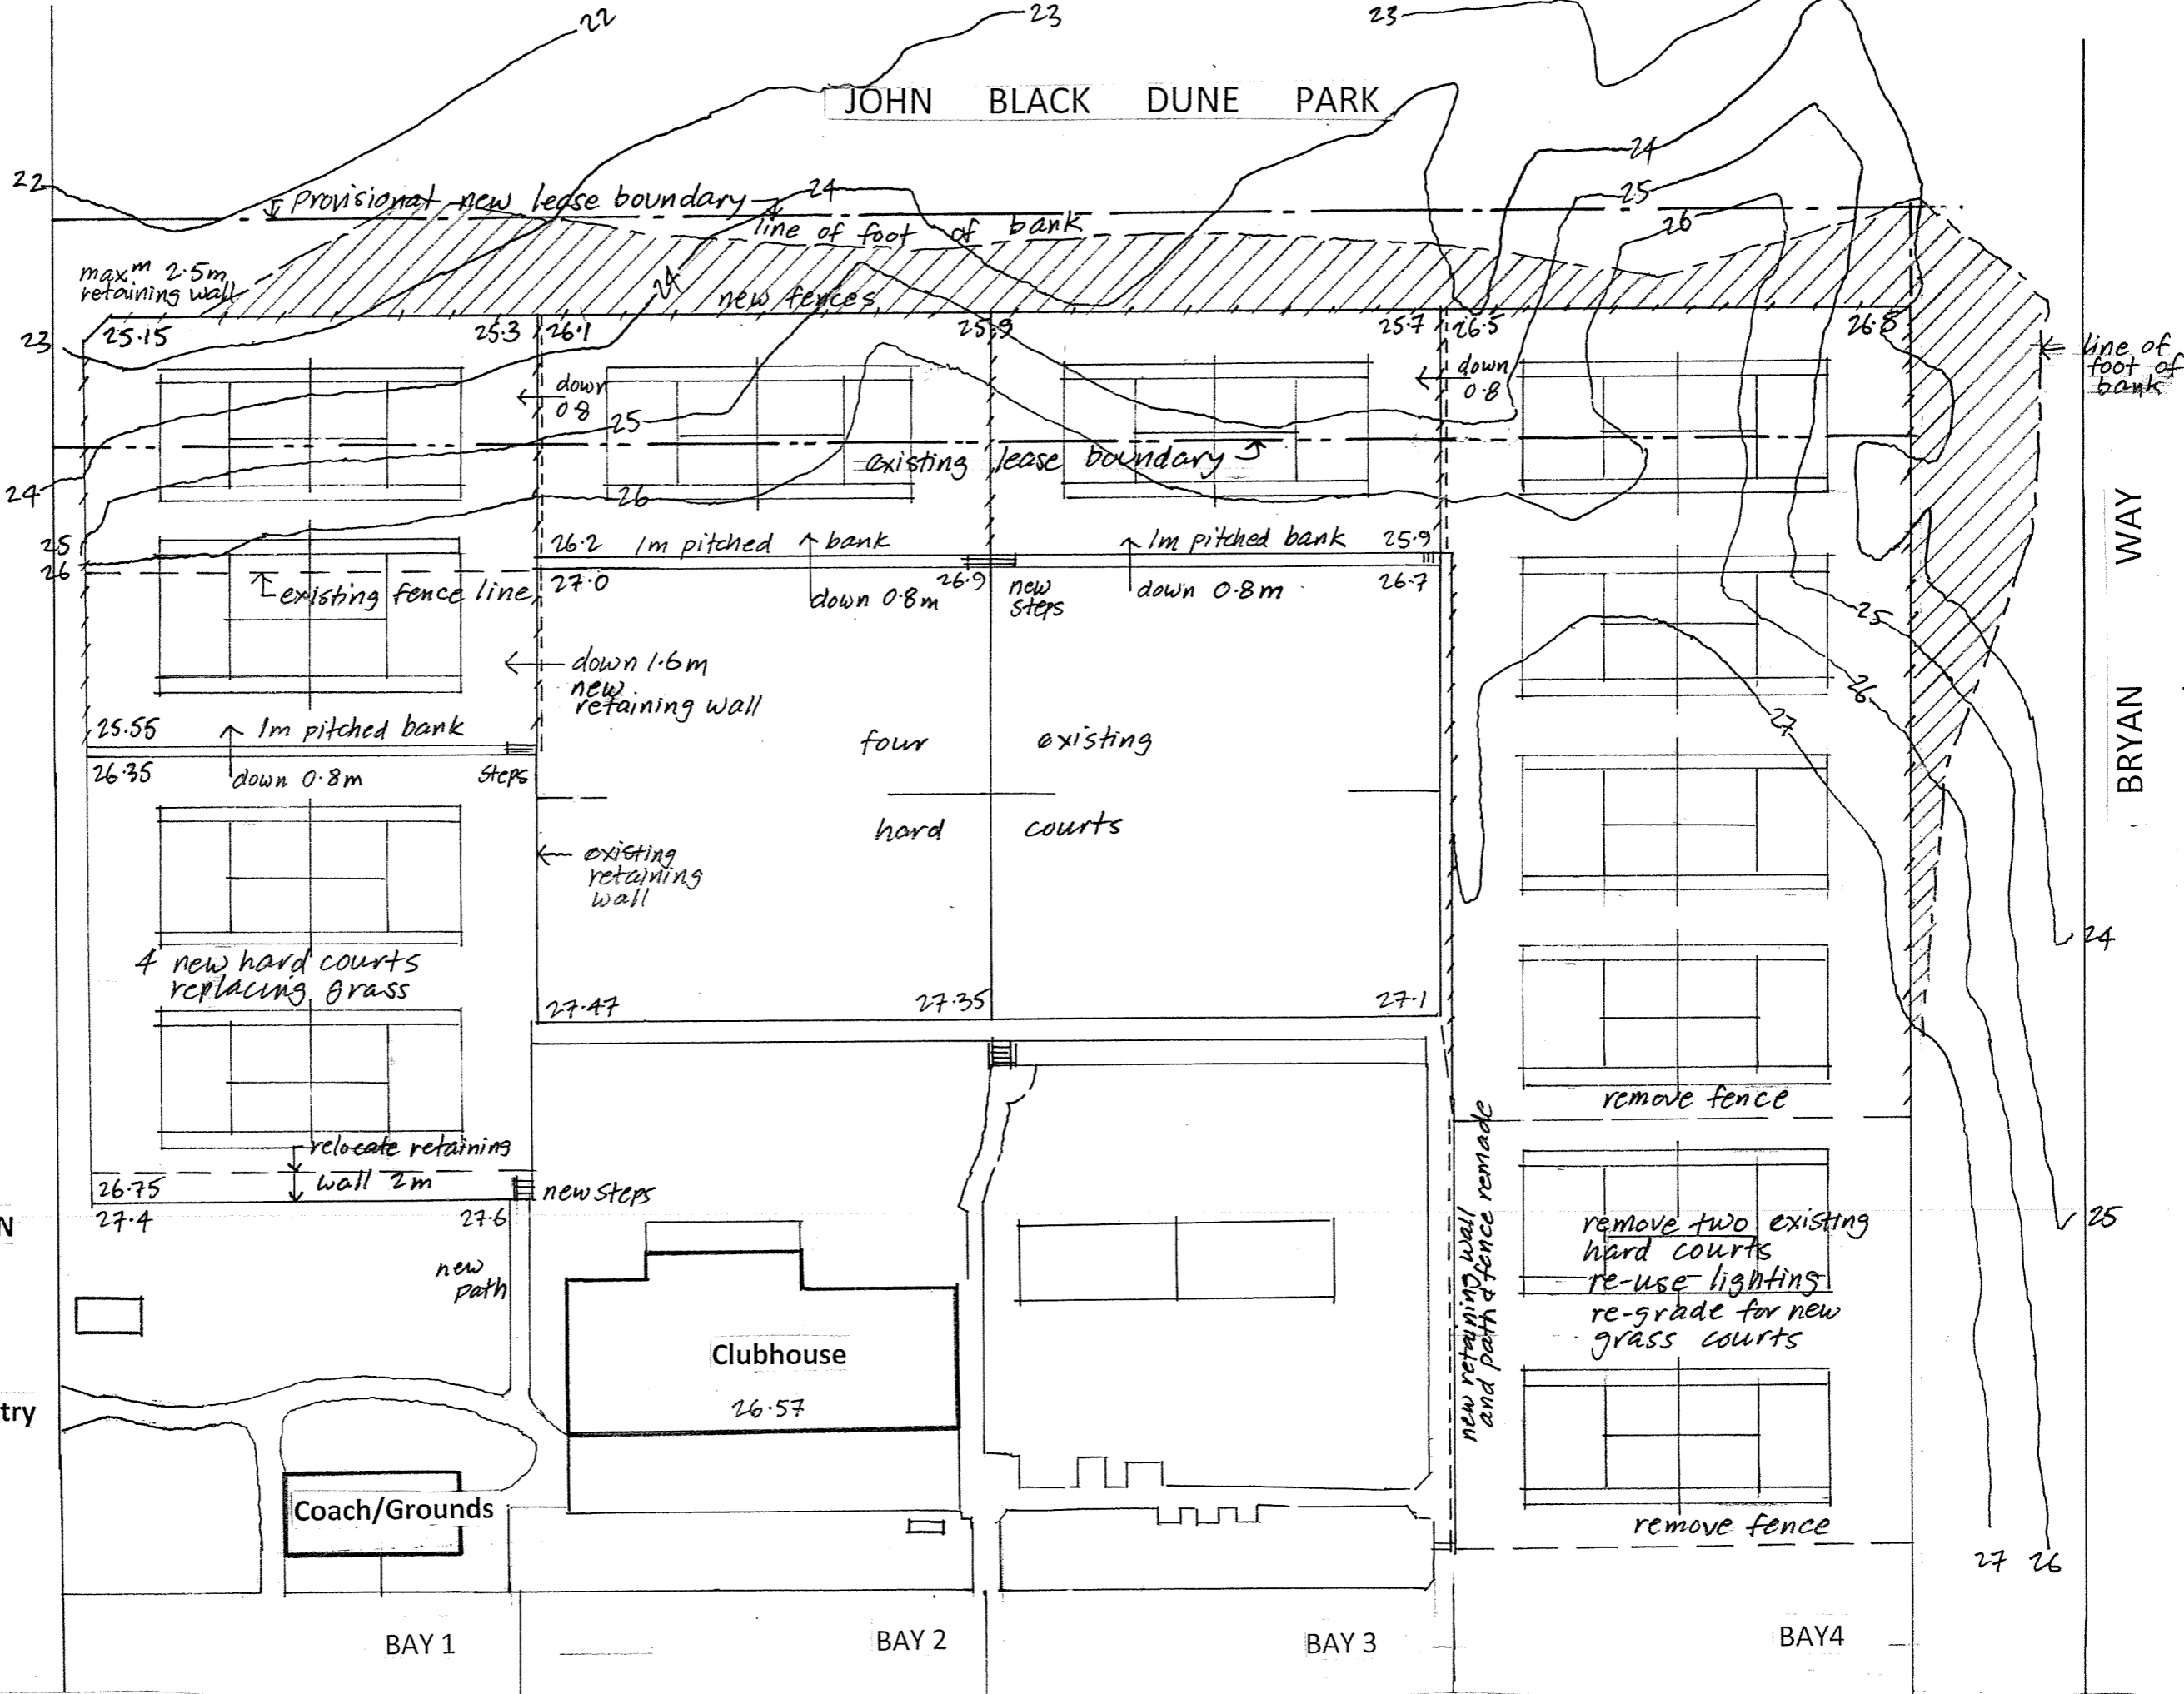 22
23
23
JOHN BLACK DUNE PARK
24
22
provisional new lease boundary
24
25
26
line of foot of bank
max^m 2.5m
retaining wall
24
new fences
25.15
25.3
26.1
25.9
25.7
26.5
26.8
23
line of
foot of
bank
down
0.8
down
0.8
25
existing lease boundary
24
26
25
26
26.2
1m pitched bank
1m pitched bank
25.9
existing fence line
27.0
down 0.8m
26.9
new
steps
down 0.8m
26.7
25
BRYAN WAY
down 1.6m
new
retaining wall
26
27
25.55
1m pitched bank
four existing
26.35
down 0.8m
steps
hard courts
existing
retaining
wall
24
4 new hard courts
replacing grass
27.47
27.35
27.1
remove fence
relocate retaining
wall 2m
26.75
new steps
27.4
27.6
N
new retaining wall
and path & fence remade
remove two existing
hard courts
re-use lighting
re-grade for new
grass courts
25
new
path
Clubhouse
26.57
try
Coach/Grounds
remove fence
27
26
BAY 1
BAY 2
BAY 3
BAY4